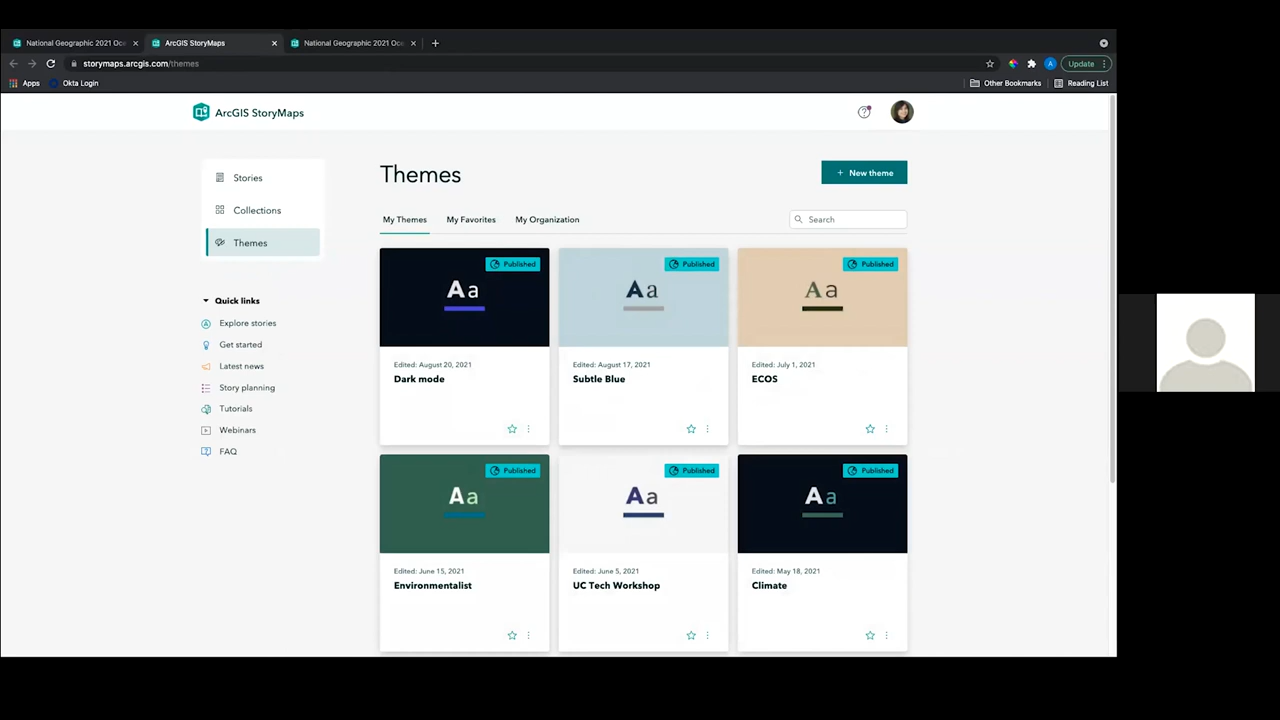 National Geographic 2021 Oce
ArcGIS StoryMaps
National Geographic 2021 Oce
storymaps.arcgis.com/themes
A
Update
Apps
Okta Login
Other Bookmarks
Reading List
ArcGIS StoryMaps
Stories
Collections
Themes
Quick links
Explore stories
Get started
Latest news
Story planning
Tutorials
Webinars
FAQ
Themes
+ New theme
My Themes
My Favorites
My Organization
Search
Published
Aa
Edited: August 20, 2021
Dark mode
Published
Aa
Edited: August 17, 2021
Subtle Blue
Published
Aa
Edited: July 1, 2021
ECOS
Published
Aa
Edited: June 15, 2021
Environmentalist
Published
Aa
Edited: June 5, 2021
UC Tech Workshop
Published
Aa
Edited: May 18, 2021
Climate